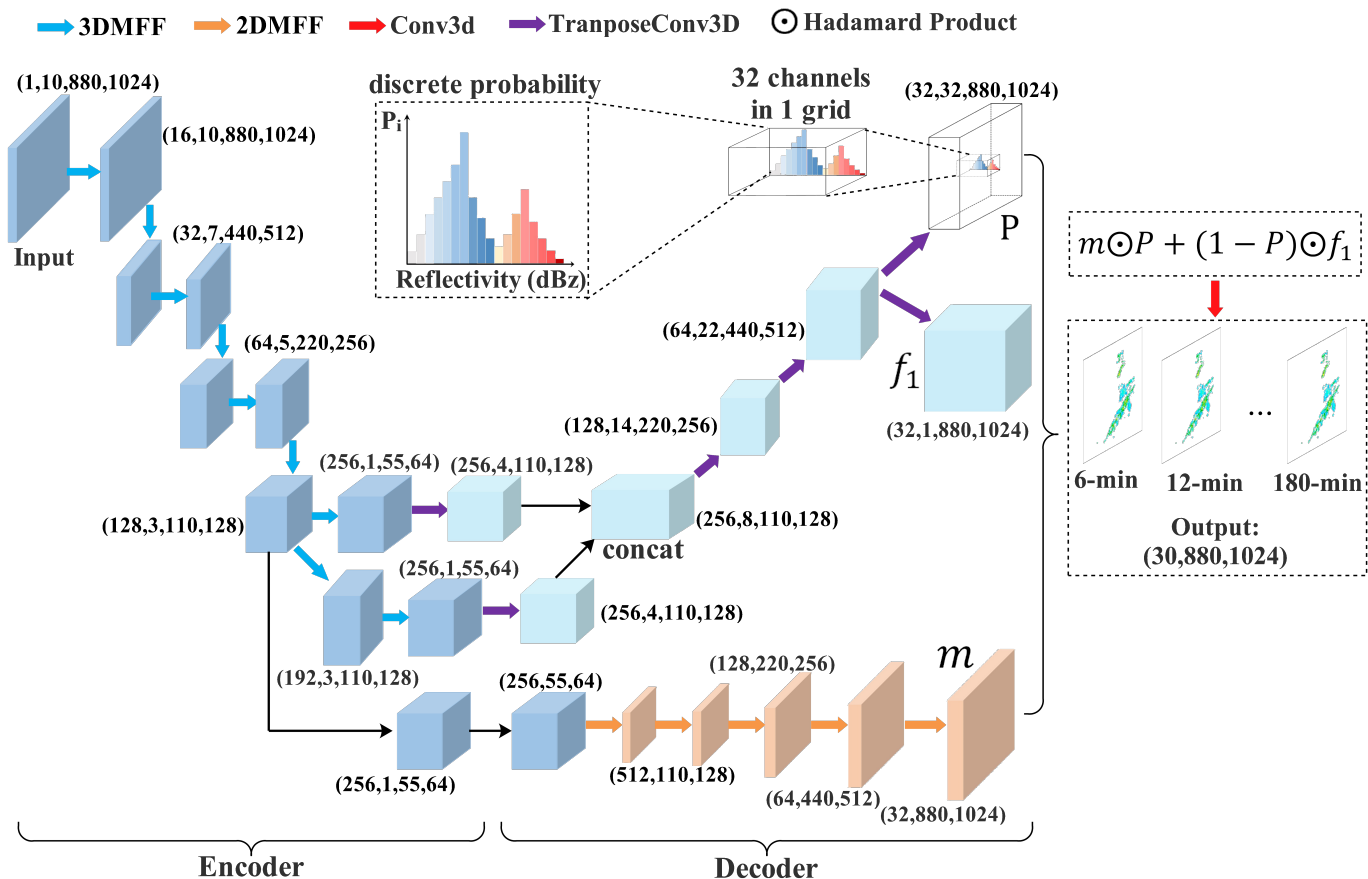 3DMFF
2DMFF
Conv3d
TranposeConv3D
Hadamard Product
(1,10,880,1024)
(16,10,880,1024)
Input
(32,7,440,512)
(64,5,220,256)
discrete probability
P_i
Reflectivity (dBz)
32 channels
in 1 grid
(32,32,880,1024)
P
(64,22,440,512)
f₁
(32,1,880,1024)
(128,14,220,256)
(128,3,110,128)
(256,1,55,64)
(256,4,110,128)
concat
(256,8,110,128)
(256,1,55,64)
(256,4,110,128)
(192,3,110,128)
(256,1,55,64)
(256,55,64)
(512,110,128)
(128,220,256)
(64,440,512)
m
(32,880,1024)
m⊙P + (1 − P)⊙f₁
...
6-min
12-min
180-min
Output:
(30,880,1024)
Encoder
Decoder